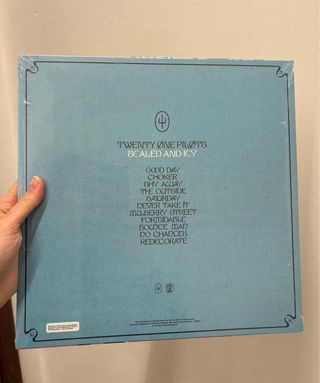 TWENTY ØNE PILØTS
SCALED AND ICY
GOOD DAY
CHOKER
SHY AWAY
THE OUTSIDE
SATURDAY
NEVER TAKE IT
MULBERRY STREET
FORMIDABLE
BOUNCE MAN
NO CHANCES
REDECORATE